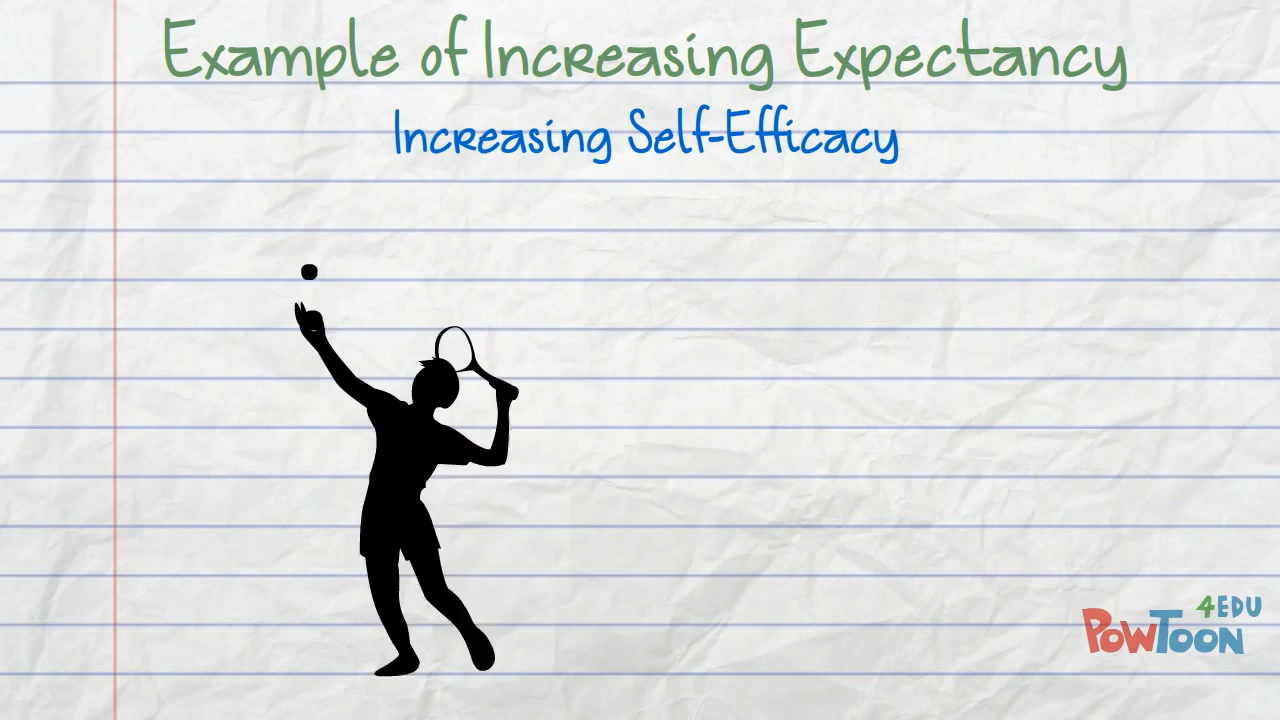 Example of Increasing Expectancy
Increasing Self-Efficacy
4EDU
POWTOON